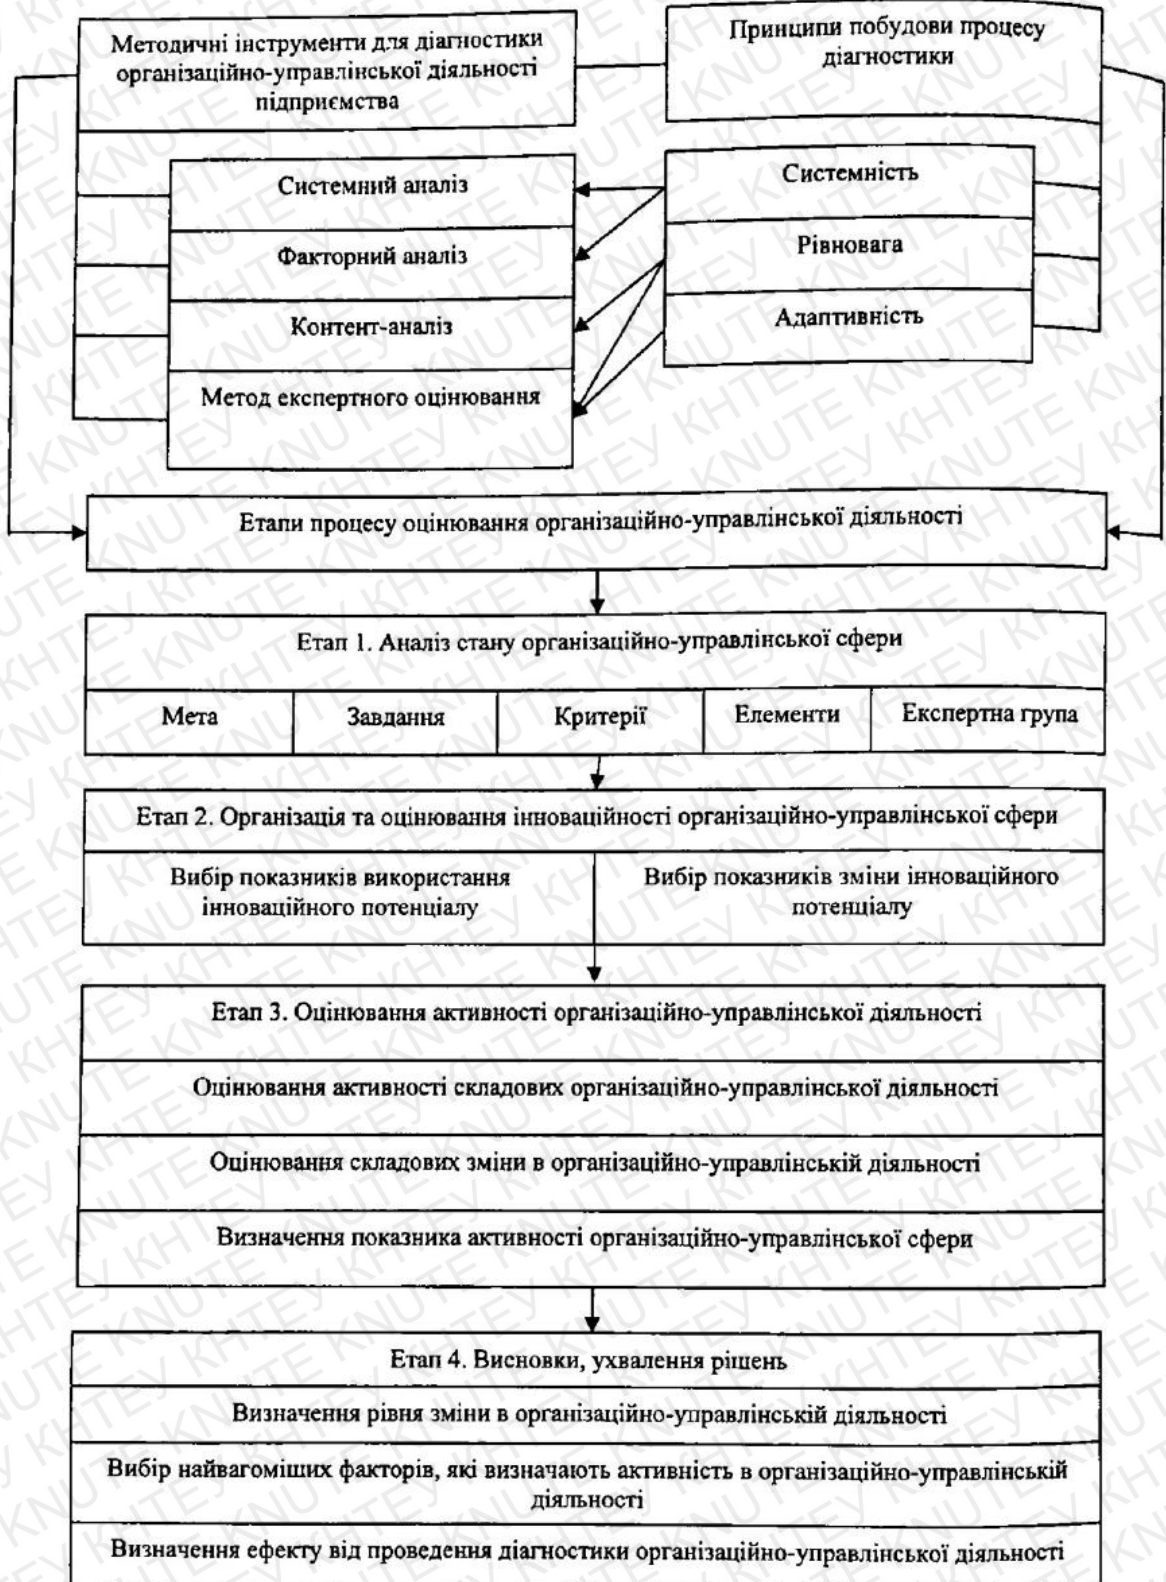 Методичні інструменти для діагностики
організаційно-управлінської діяльності
підприємства
Принципи побудови процесу
діагностики
Системний аналіз
Факторний аналіз
Контент-аналіз
Метод експертного оцінювання
Системність
Рівновага
Адаптивність
Етапи процесу оцінювання організаційно-управлінської діяльності
Етап 1. Аналіз стану організаційно-управлінської сфери
Мета
Завдання
Критерії
Елементи
Експертна група
Етап 2. Організація та оцінювання інноваційності організаційно-управлінської сфери
Вибір показників використання
інноваційного потенціалу
Вибір показників зміни інноваційного
потенціалу
Етап 3. Оцінювання активності організаційно-управлінської діяльності
Оцінювання активності складових організаційно-управлінської діяльності
Оцінювання складових зміни в організаційно-управлінській діяльності
Визначення показника активності організаційно-управлінської сфери
Етап 4. Висновки, ухвалення рішень
Визначення рівня зміни в організаційно-управлінській діяльності
Вибір найвагоміших факторів, які визначають активність в організаційно-управлінській
діяльності
Визначення ефекту від проведення діагностики організаційно-управлінської діяльності